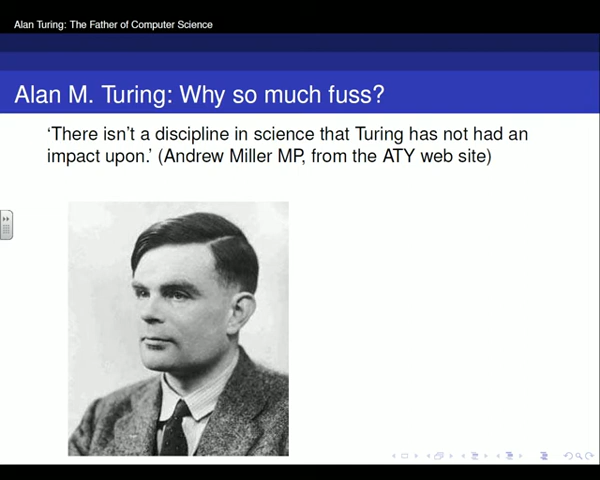 Alan Turing: The Father of Computer Science
Alan M. Turing: Why so much fuss?
‘There isn’t a discipline in science that Turing has not had an
impact upon.’ (Andrew Miller MP, from the ATY web site)